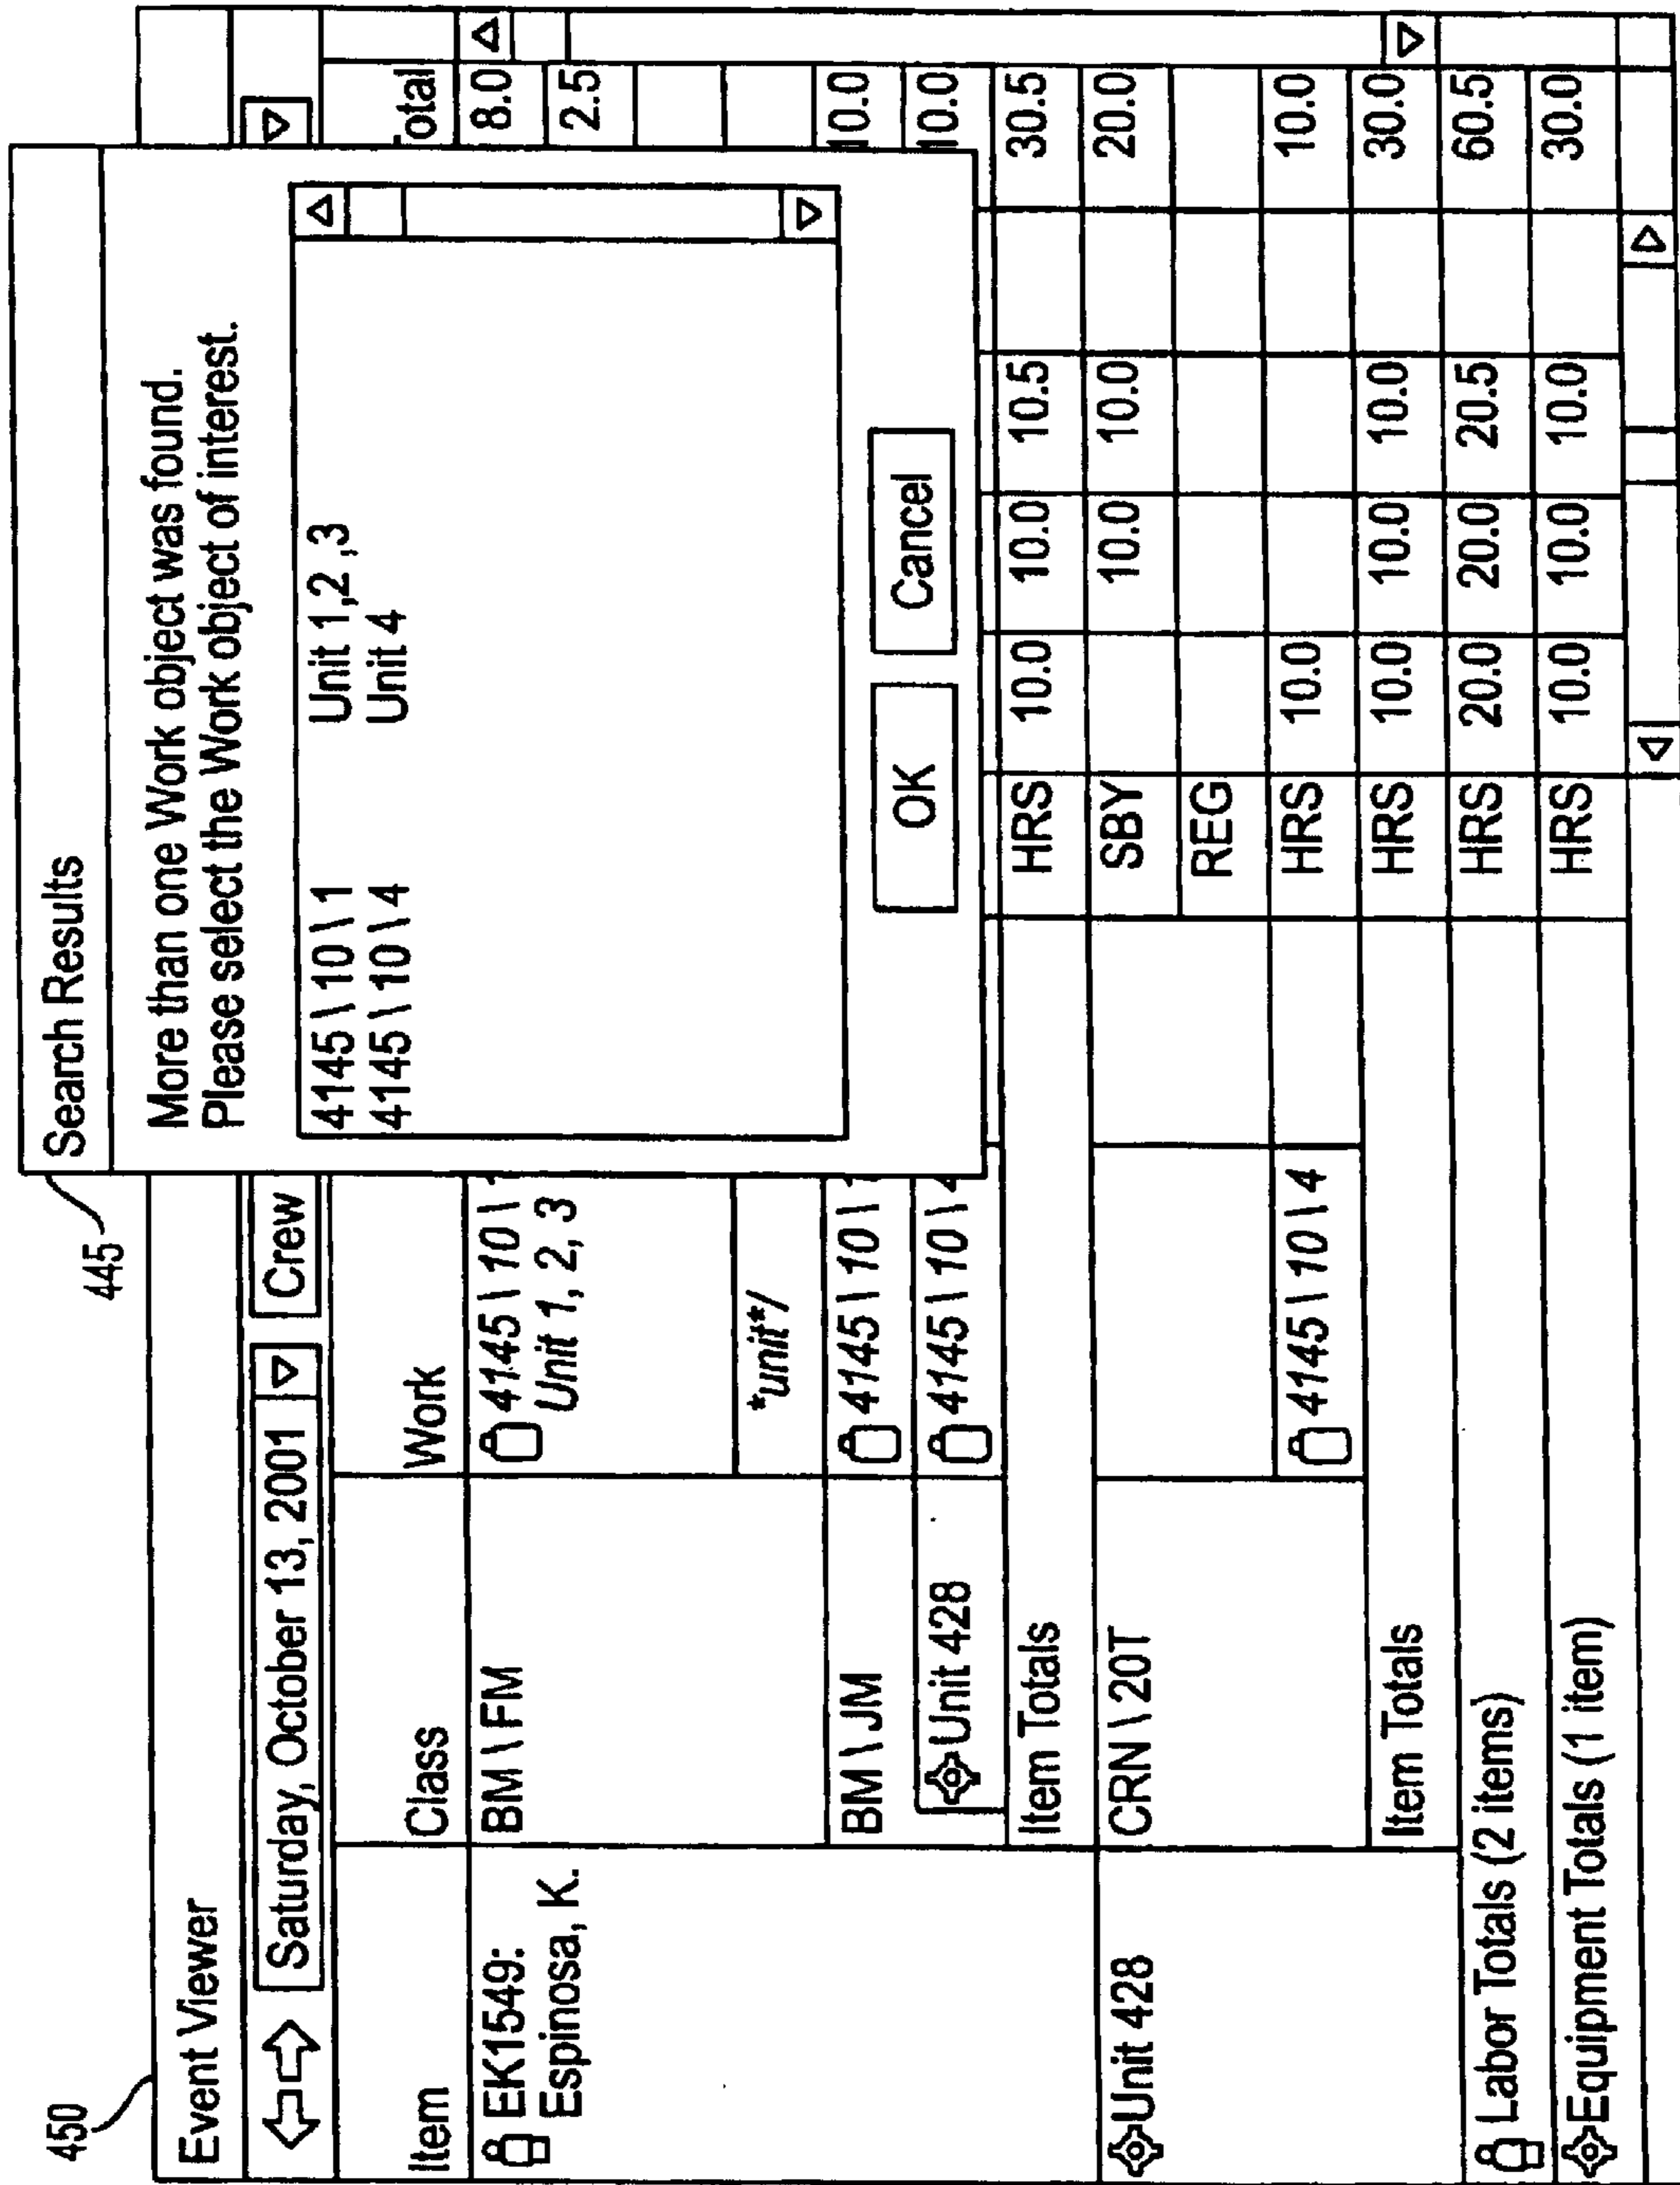 450
445
Search Results
More than one Work object was found.
Please select the Work object of interest.
4145 \ 10 \ 1 Unit 1,2 ,3
4145 \ 10 \ 4 Unit 4
OK Cancel
Event Viewer
Saturday, October 13, 2001 Crew
Item Class Work
EK1549: BM \ FM 4145 \ 10 \ 8.0
Espinosa, K. Unit 1, 2, 3
2.5
*unit*/
BM \ JM 4145 \ 10 \ 10.0
Unit 428 4145 \ 10 \ 4 10.0
Item Totals HRS 10.0 10.0 10.5 30.5
Unit 428 CRN \ 20T SBY 10.0 10.0 20.0
REG
4145 \ 10 \ 4 HRS 10.0 10.0
Item Totals HRS 10.0 10.0 10.0 30.0
Labor Totals (2 items) HRS 20.0 20.0 20.5 60.5
Equipment Totals (1 item) HRS 10.0 10.0 10.0 30.0